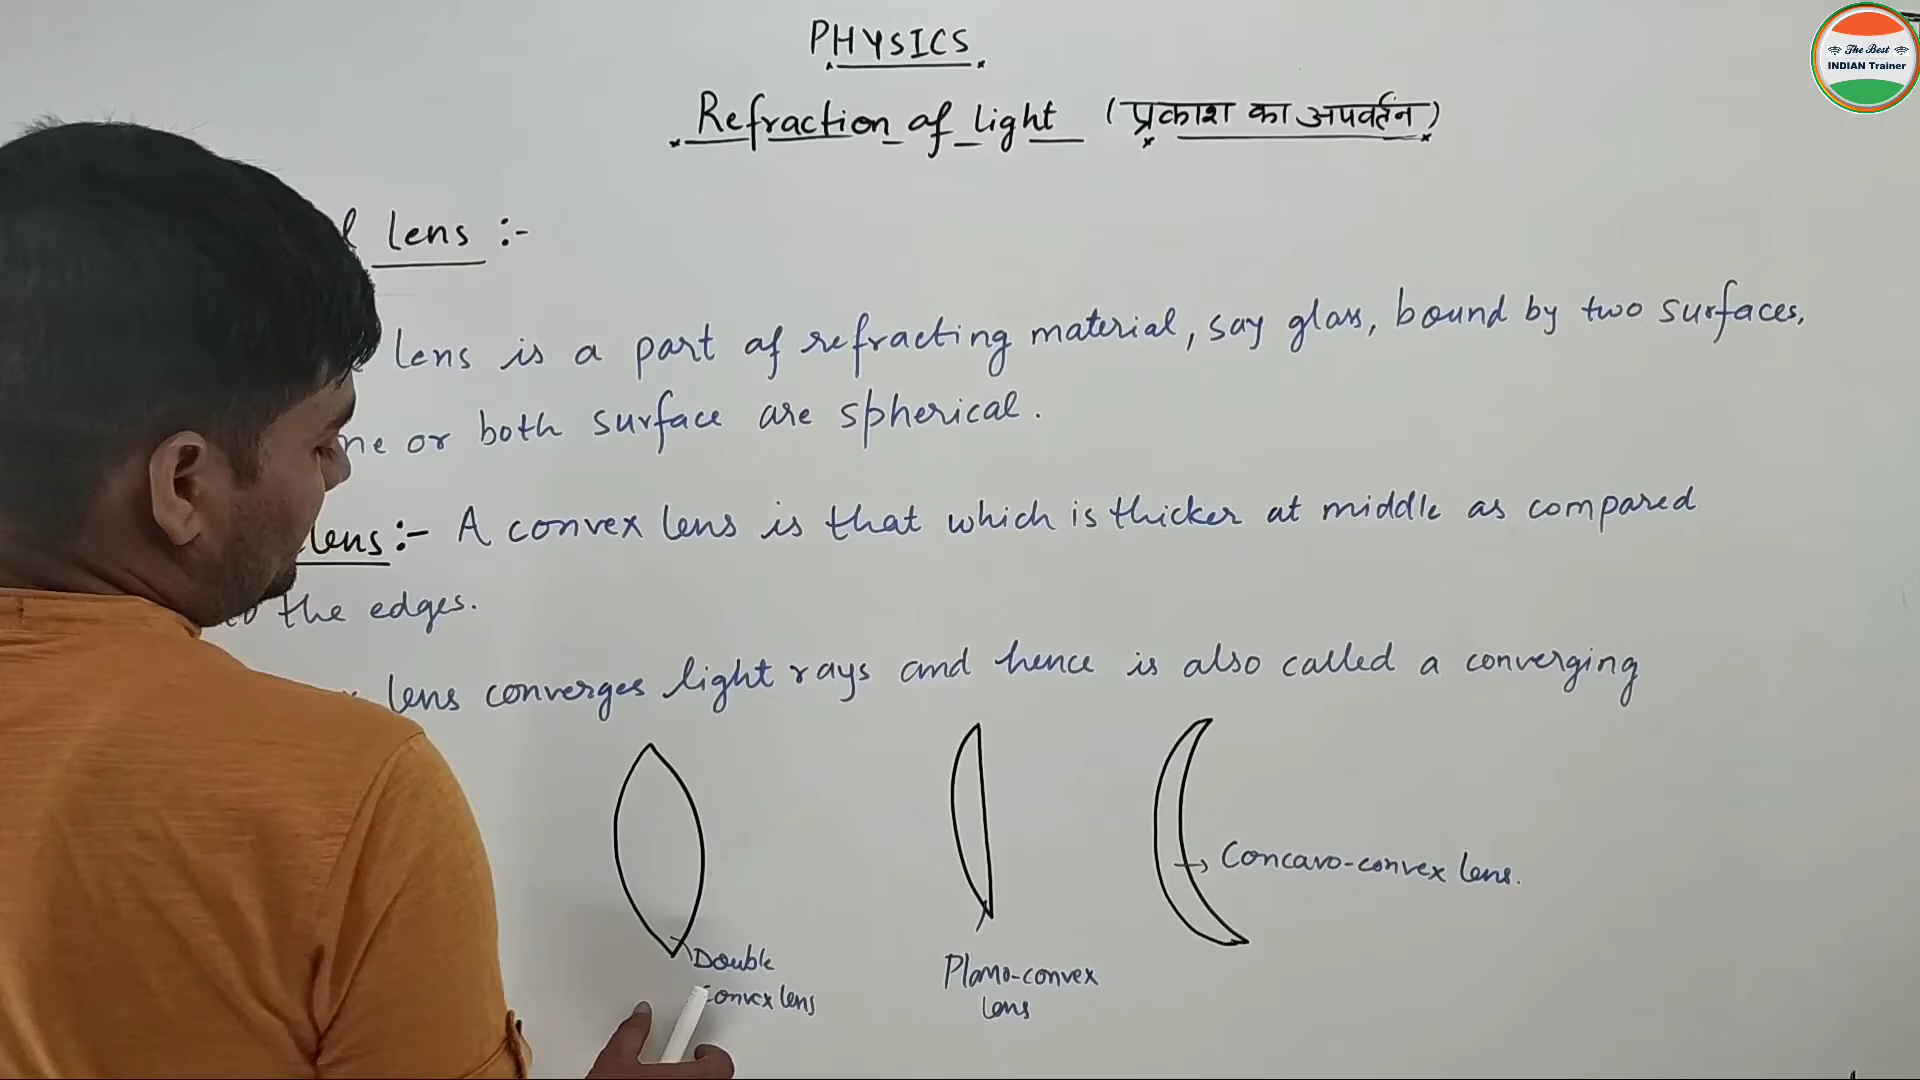 PHYSICS
Refraction of light (प्रकाश का अपवर्तन)
The Best
INDIAN Trainer
lens :-
lens is a part of refracting material, say glass, bound by two surfaces,
or both surface are spherical.
lens :- A convex lens is that which is thicker at middle as compared
the edges.
lens converges light rays and hence is also called a converging
Concavo-convex lens.
Double
convex lens
Plano-convex
lens